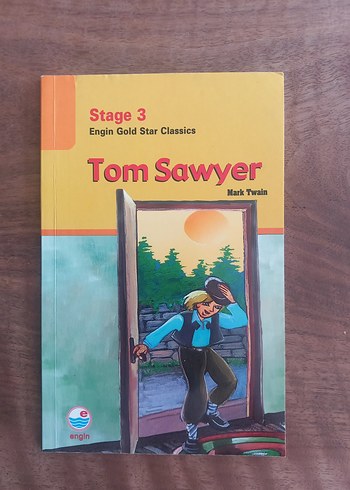 Stage 3
Engin Gold Star Classics
Tom Sawyer
Mark Twain
e
engin